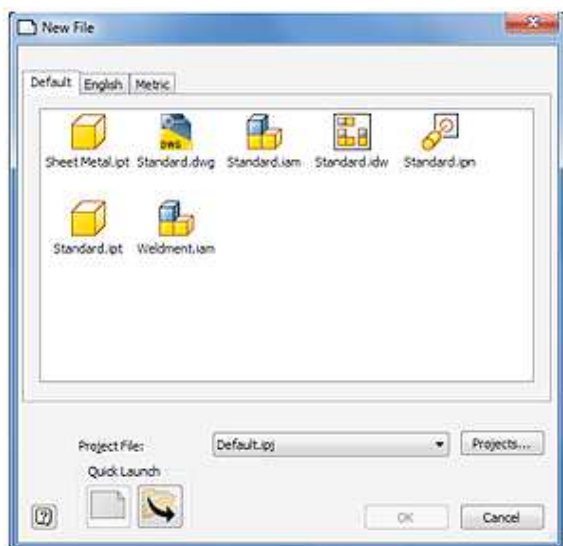 New File
Default English Metric
Sheet Metal.ipt Standard.dwg Standard.iam Standard.idw Standard.ipn
Standard.ipt Weldment.iam
Project File: Default.ipj Projects...
Quick Launch
OK Cancel